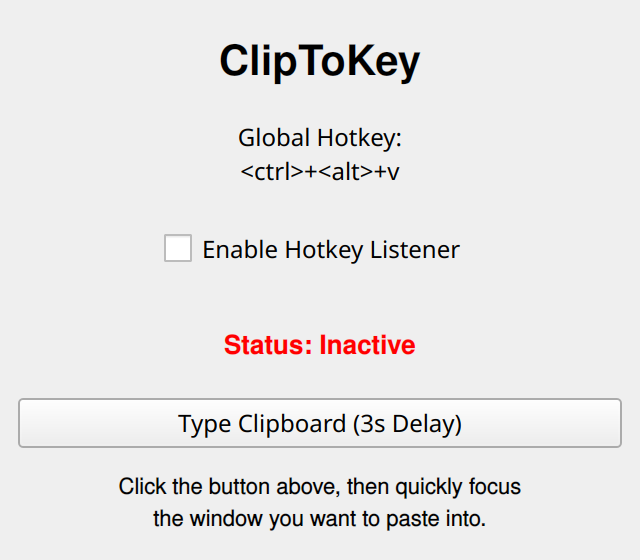 ClipToKey
Global Hotkey:
<ctrl>+<alt>+v
Enable Hotkey Listener
Status: Inactive
Type Clipboard (3s Delay)
Click the button above, then quickly focus
the window you want to paste into.